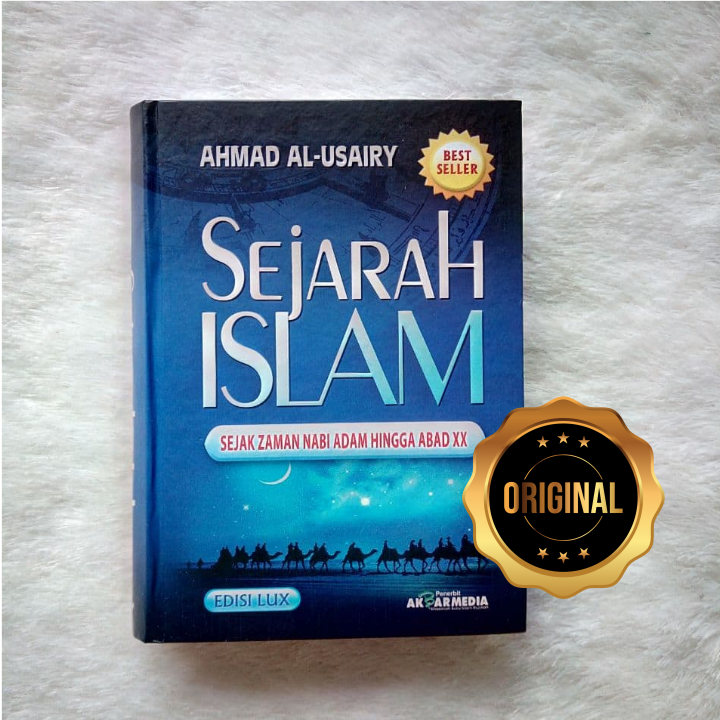 AHMAD AL-USAIRY
BEST
SELLER
SEJARAH
ISLAM
SEJAK ZAMAN NABI ADAM HINGGA ABAD XX
ORIGINAL
EDISI LUX
Penerbit
AKBARMEDIA